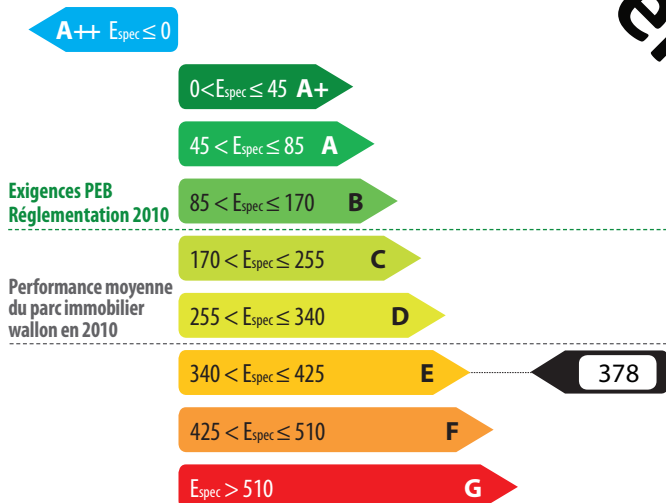 A++ Espec ≤ 0
0<Espec ≤ 45 A+
45 < Espec ≤ 85 A
Exigences PEB
Réglementation 2010
85 < Espec ≤ 170 B
170 < Espec ≤ 255 C
Performance moyenne
du parc immobilier
wallon en 2010
255 < Espec ≤ 340 D
340 < Espec ≤ 425 E
378
425 < Espec ≤ 510 F
Espec > 510 G